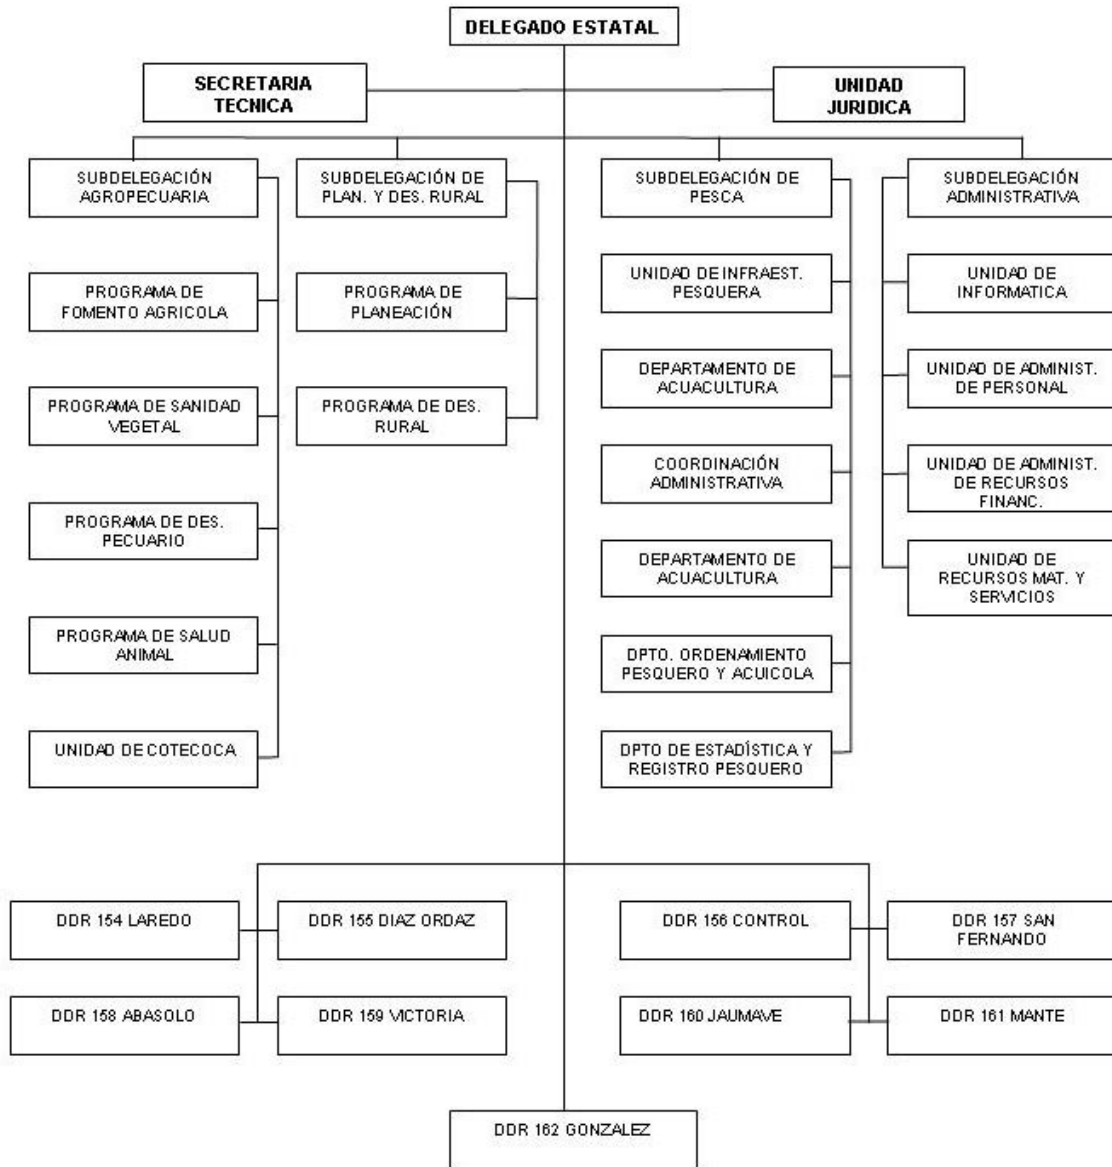 DELEGADO ESTATAL
SECRETARIA
TECNICA
UNIDAD
JURIDICA
SUBDELEGACIÓN
AGROPECUARIA
SUBDELEGACIÓN DE
PLAN. Y DES. RURAL
SUBDELEGACIÓN DE
PESCA
SUBDELEGACIÓN
ADMINISTRATIVA
PROGRAMA DE
FOMENTO AGRICOLA
PROGRAMA DE
PLANEACIÓN
UNIDAD DE INFRAEST.
PESQUERA
UNIDAD DE
INFORMATICA
PROGRAMA DE SANIDAD
VEGETAL
PROGRAMA DE DES.
RURAL
DEPARTAMENTO DE
ACUACULTURA
UNIDAD DE ADMINIST.
DE PERSONAL
COORDINACIÓN
ADMINISTRATIVA
UNIDAD DE ADMINIST.
DE RECURSOS
FINANC.
PROGRAMA DE DES.
PECUARIO
DEPARTAMENTO DE
ACUACULTURA
UNIDAD DE
RECURSOS MAT. Y
SERVICIOS
PROGRAMA DE SALUD
ANIMAL
DPTO. ORDENAMIENTO
PESQUERO Y ACUICOLA
UNIDAD DE COTECOCA
DPTO DE ESTADÍSTICA Y
REGISTRO PESQUERO
DDR 154 LAREDO
DDR 155 DIAZ ORDAZ
DDR 156 CONTROL
DDR 157 SAN
FERNANDO
DDR 158 ABASOLO
DDR 159 VICTORIA
DDR 160 JAUMAVE
DDR 161 MANTE
DDR 162 GONZALEZ